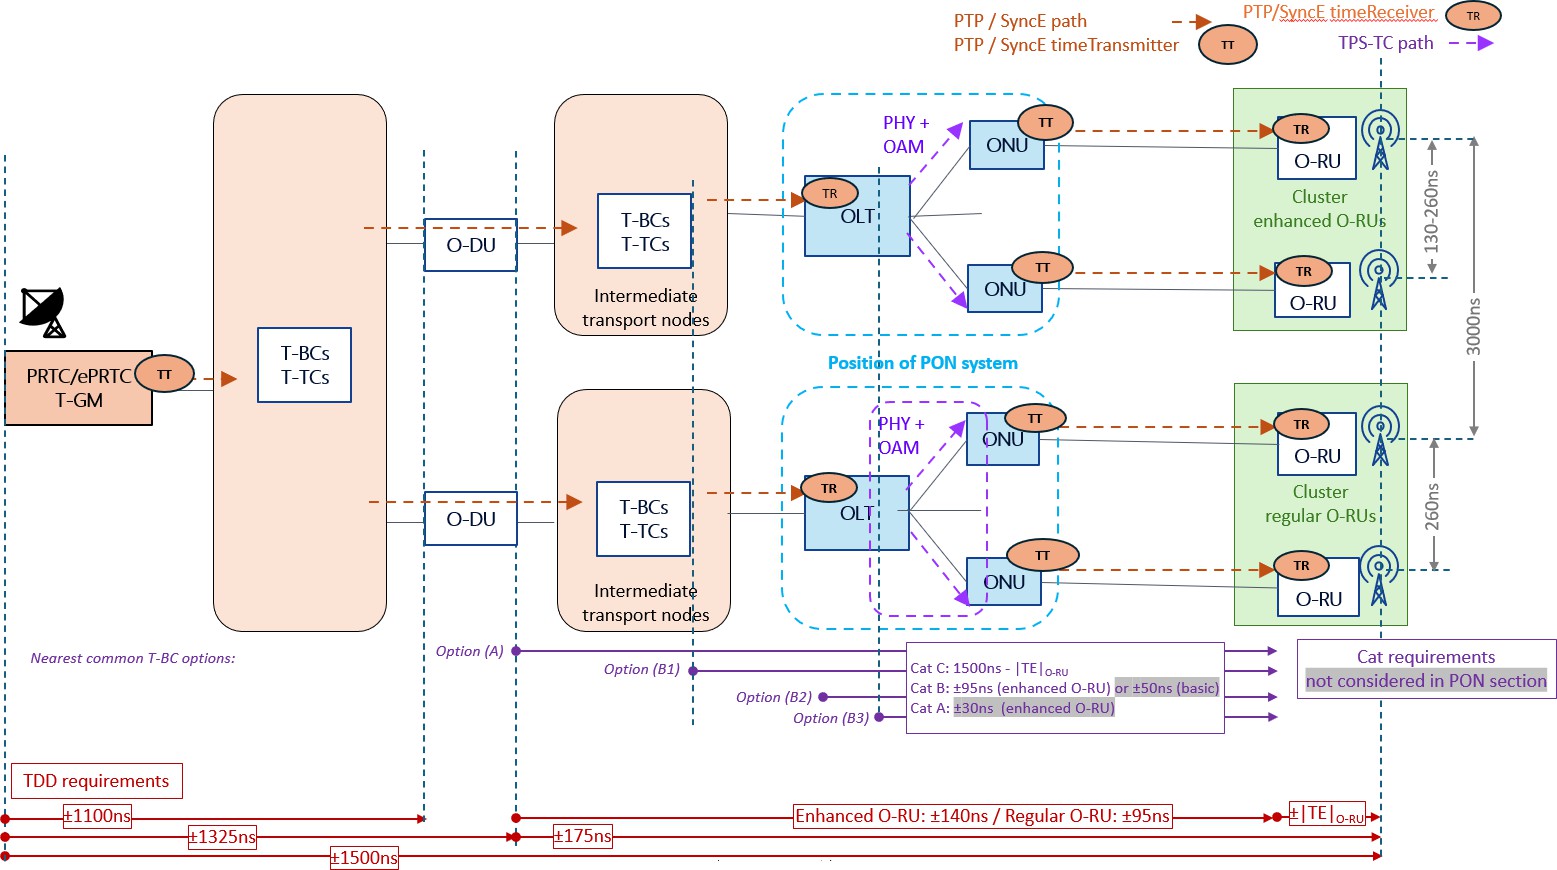 PTP / SyncE path
PTP / SyncE timeTransmitter
TT
PTP/SyncE timeReceiver
TR
TPS-TC path
PHY +
OAM
ONU
TT
TR
O-RU
Cluster
enhanced O-RUs
130-260ns
3000ns
T-BCs
T-TCs
Intermediate
transport nodes
O-DU
TR
OLT
ONU
TT
TR
O-RU
PRTC/ePRTC
T-GM
TT
T-BCs
T-TCs
Position of PON system
PHY +
OAM
ONU
TT
TR
O-RU
Cluster
regular O-RUs
260ns
O-DU
T-BCs
T-TCs
Intermediate
transport nodes
TR
OLT
ONU
TT
TR
O-RU
Nearest common T-BC options:
Option (A)
Option (B1)
Option (B2)
Option (B3)
Cat C: 1500ns - |TE|O-RU
Cat B: ±95ns (enhanced O-RU) or ±50ns (basic)
Cat A: ±30ns (enhanced O-RU)
Cat requirements
not considered in PON section
TDD requirements
±1100ns
Enhanced O-RU: ±140ns / Regular O-RU: ±95ns
±|TE|O-RU
±1325ns
±175ns
±1500ns